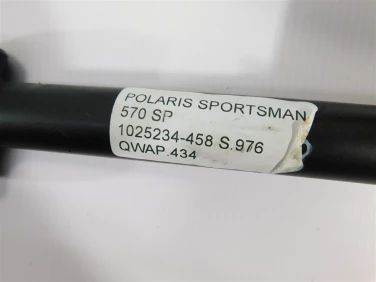 POLARIS SPORTSMAN
570 SP
1025234-458 S.976
QWAP.434